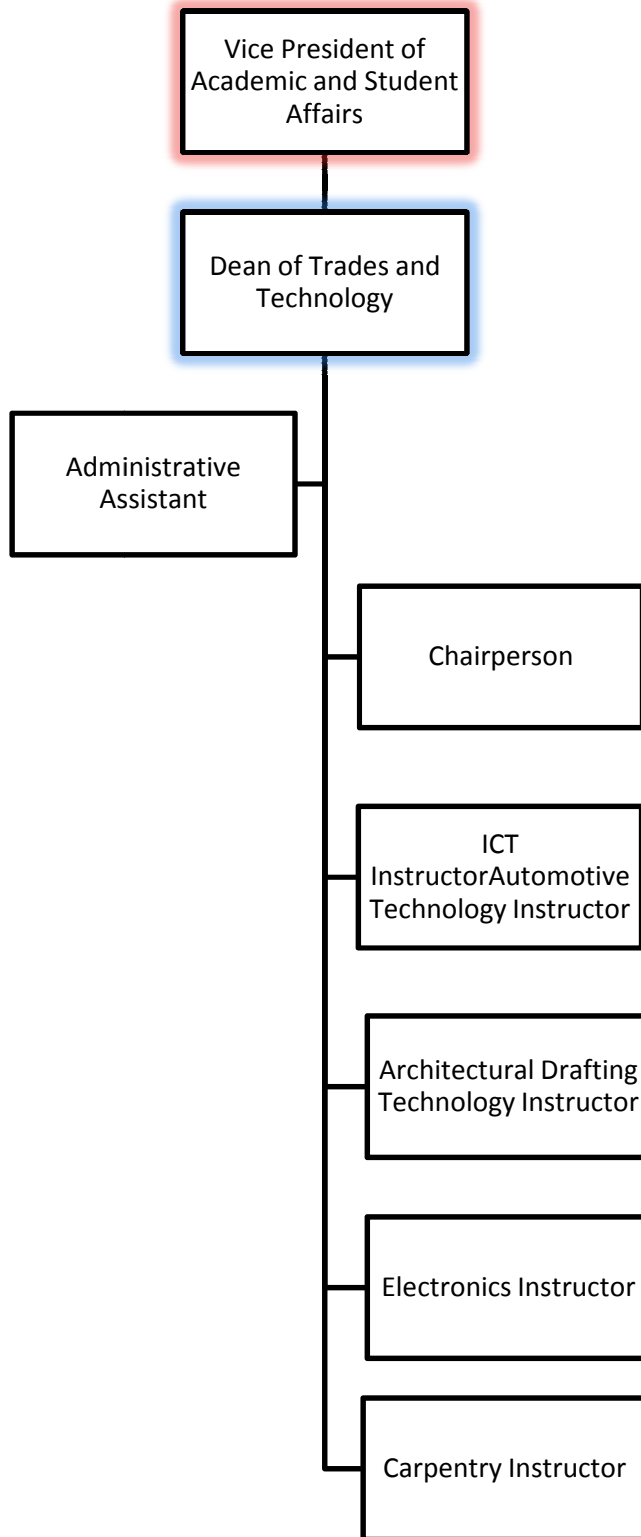 Vice President of
Academic and Student
Affairs
Dean of Trades and
Technology
Administrative
Assistant
Chairperson
ICT
InstructorAutomotive
Technology Instructor
Architectural Drafting
Technology Instructor
Electronics Instructor
Carpentry Instructor